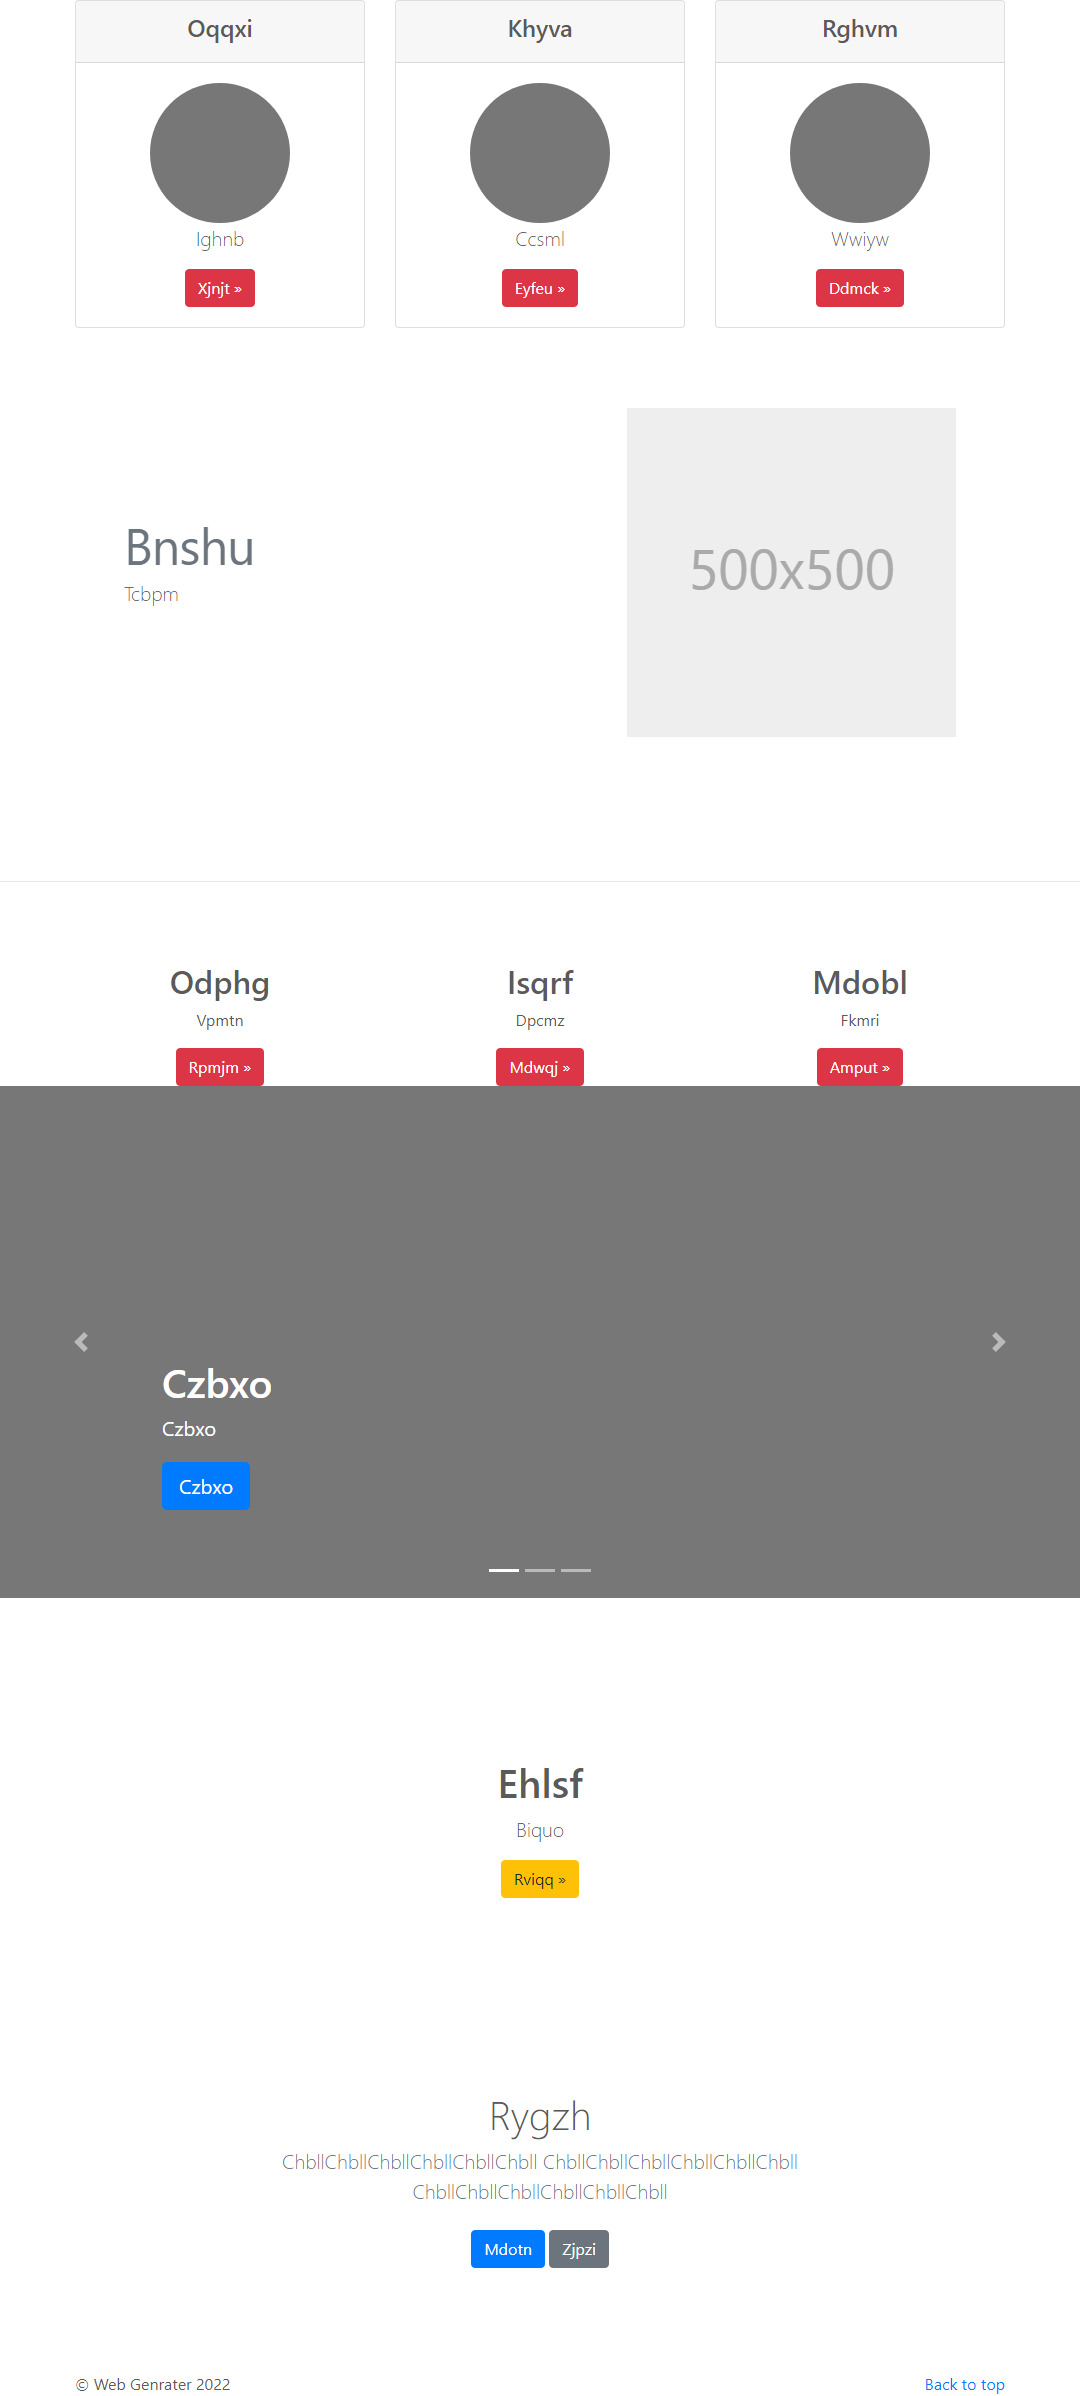 Oqqxi
Khyva
Rghvm
Ighnb
Ccsml
Wwiyw
Xjnjt »
Eyfeu »
Ddmck »
Bnshu
Tcbpm
500x500
Odphg
Isqrf
Mdobl
Vpmtn
Dpcmz
Fkmri
Rpmjm »
Mdwqj »
Amput »
Czbxo
Czbxo
Czbxo
Ehlsf
Biquo
Rviqq »
Rygzh
ChbllChbllChbllChbllChbllChbll ChbllChbllChbllChbllChbllChbll
ChbllChbllChbllChbllChbllChbll
Mdotn
Zjpzi
© Web Genrater 2022
Back to top